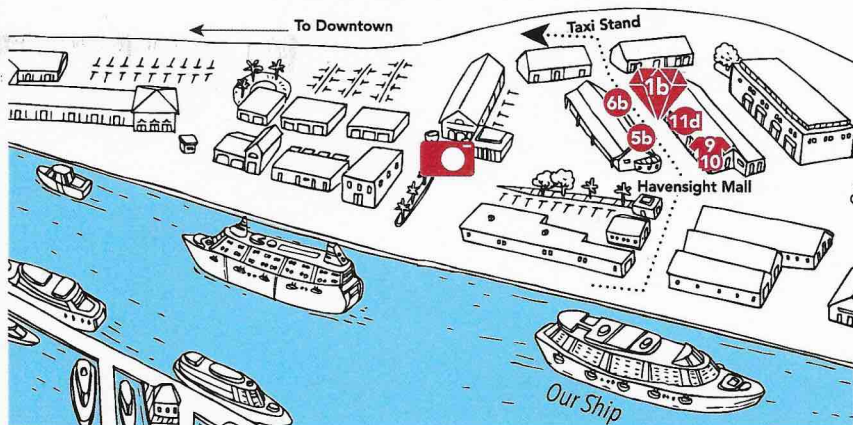 To Downtown
Taxi Stand
1b
6b
11d
5b
9
10
Havensight Mall
Our Ship